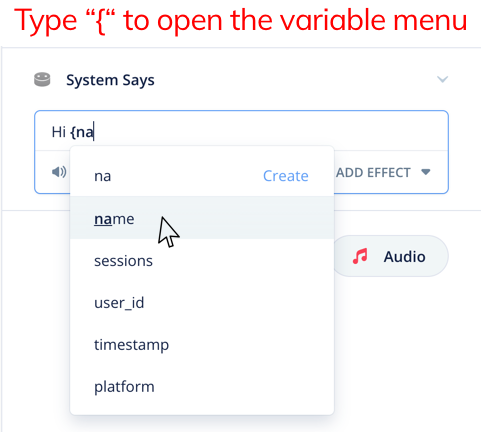 Type “{“ to open the variable menu
System Says
Hi {na
ADD EFFECT
na Create
name
sessions
user_id
timestamp
platform
Audio